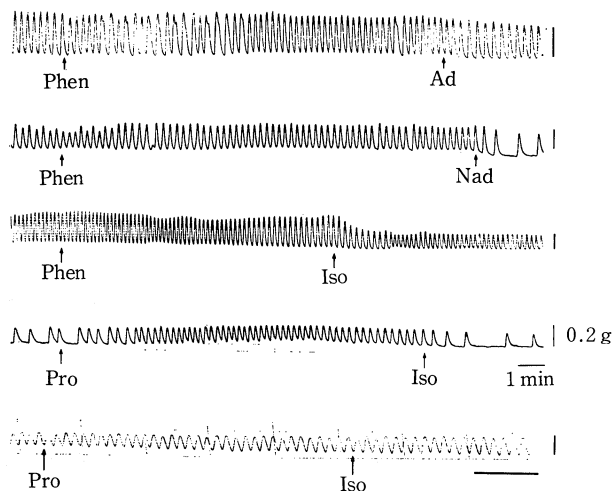 Phen Ad
Phen Nad
Phen Iso
0.2 g
Pro Iso 1 min
Pro Iso